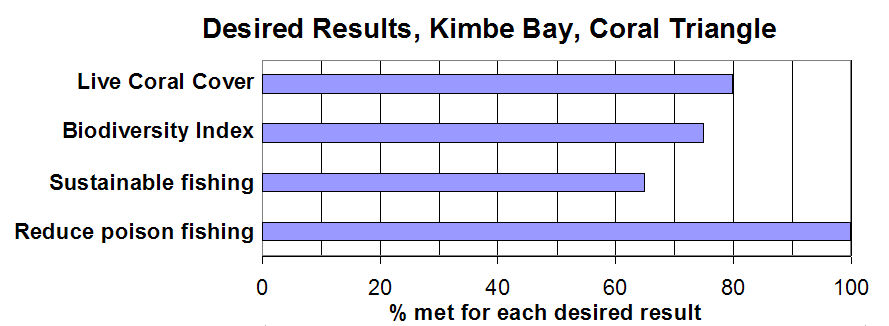 Desired Results, Kimbe Bay, Coral Triangle
Live Coral Cover
Biodiversity Index
Sustainable fishing
Reduce poison fishing
0 20 40 60 80 100
% met for each desired result